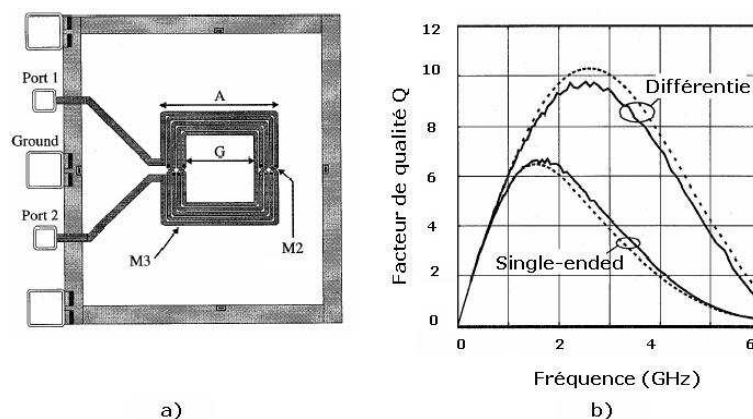 Port 1
Ground
Port 2
A
G
M3
M2
a)
Facteur de qualité Q
12
10
8
6
4
2
0
Différentie
Single-ended
0
2
4
6
Fréquence (GHz)
b)